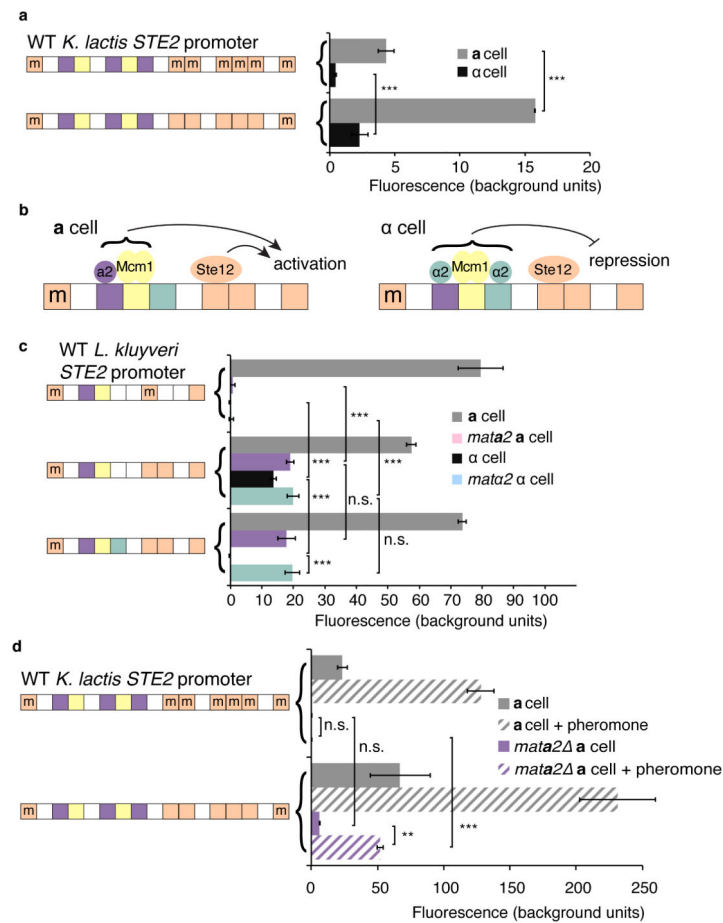 a
WT K. lactis STE2 promoter
m m m m m m m
m m
a cell
α cell
***
***
0 5 10 15 20
Fluorescence (background units)
b
a cell
a2 Mcm1 Ste12
activation
m
α cell
α2 Mcm1 α2 Ste12
repression
m
c
WT L. kluyveri
STE2 promoter
m m
m
m
a cell
mata2 a cell
α cell
matα2 α cell
***
***
***
***
n.s.
n.s.
***
0 10 20 30 40 50 60 70 80 90 100
Fluorescence (background units)
d
WT K. lactis STE2 promoter
m m m m m m m
m m
a cell
a cell + pheromone
mata2Δ a cell
mata2Δ a cell + pheromone
n.s.
n.s.
**
***
0 50 100 150 200 250
Fluorescence (background units)